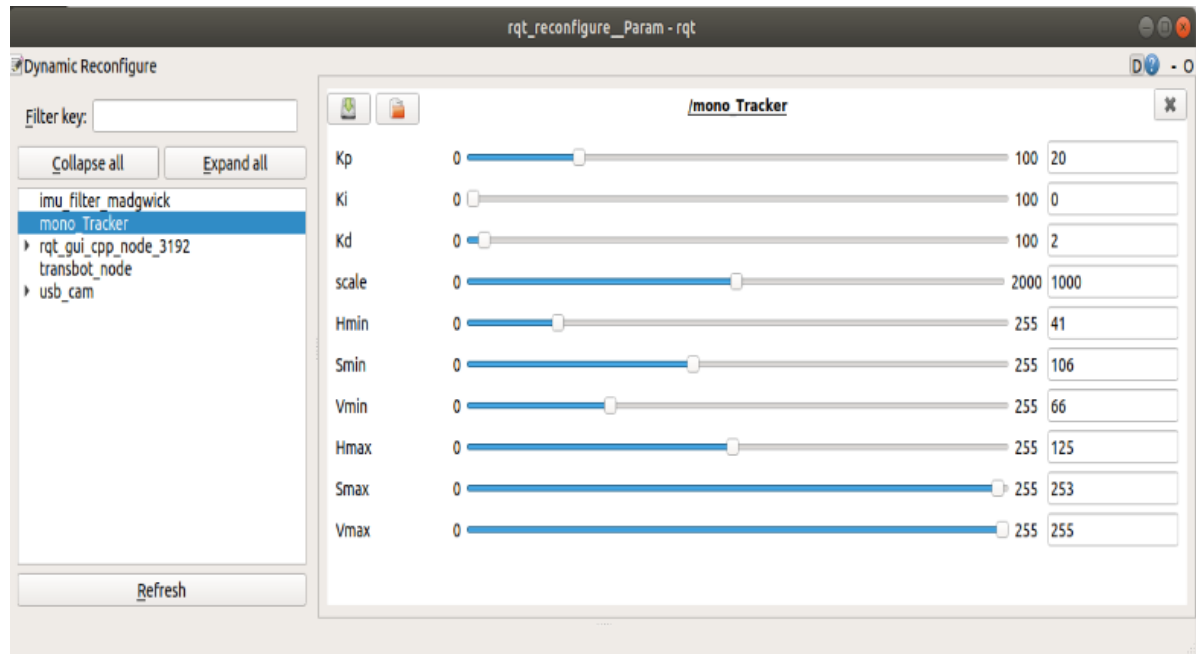 rqt_reconfigure__Param - rqt
Dynamic Reconfigure
D - O
Filter key:
Collapse all Expand all
imu_filter_madgwick
mono_Tracker
rqt_gui_cpp_node_3192
transbot_node
usb_cam
Refresh
/mono_Tracker
Kp 0 100 20
Ki 0 100 0
Kd 0 100 2
scale 0 2000 1000
Hmin 0 255 41
Smin 0 255 106
Vmin 0 255 66
Hmax 0 255 125
Smax 0 255 253
Vmax 0 255 255